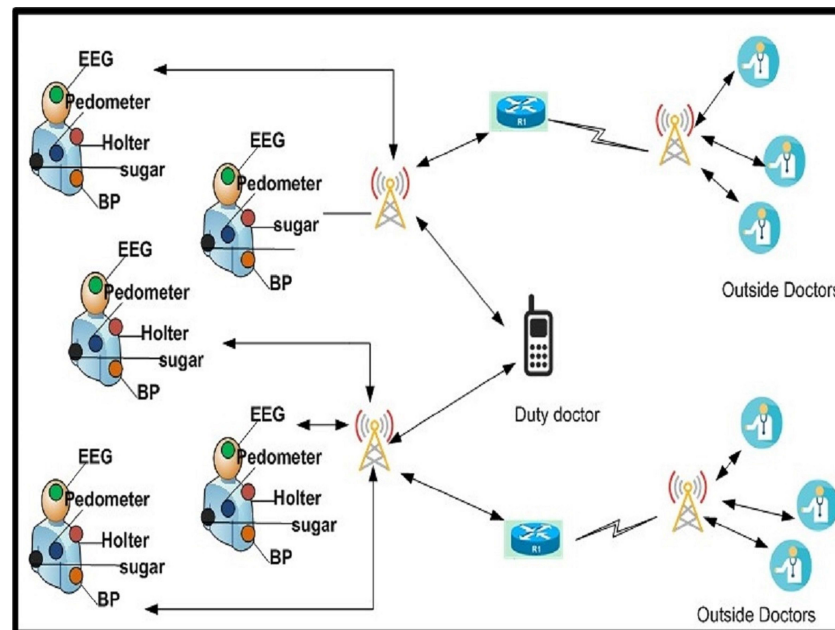 EEG
Pedometer
Holter
sugar
BP
EEG
Pedometer
sugar
BP
EEG
Pedometer
Holter
sugar
BP
EEG
Pedometer
Holter
sugar
BP
EEG
Pedometer
Holter
sugar
BP
R1
Outside Doctors
Duty doctor
R1
Outside Doctors